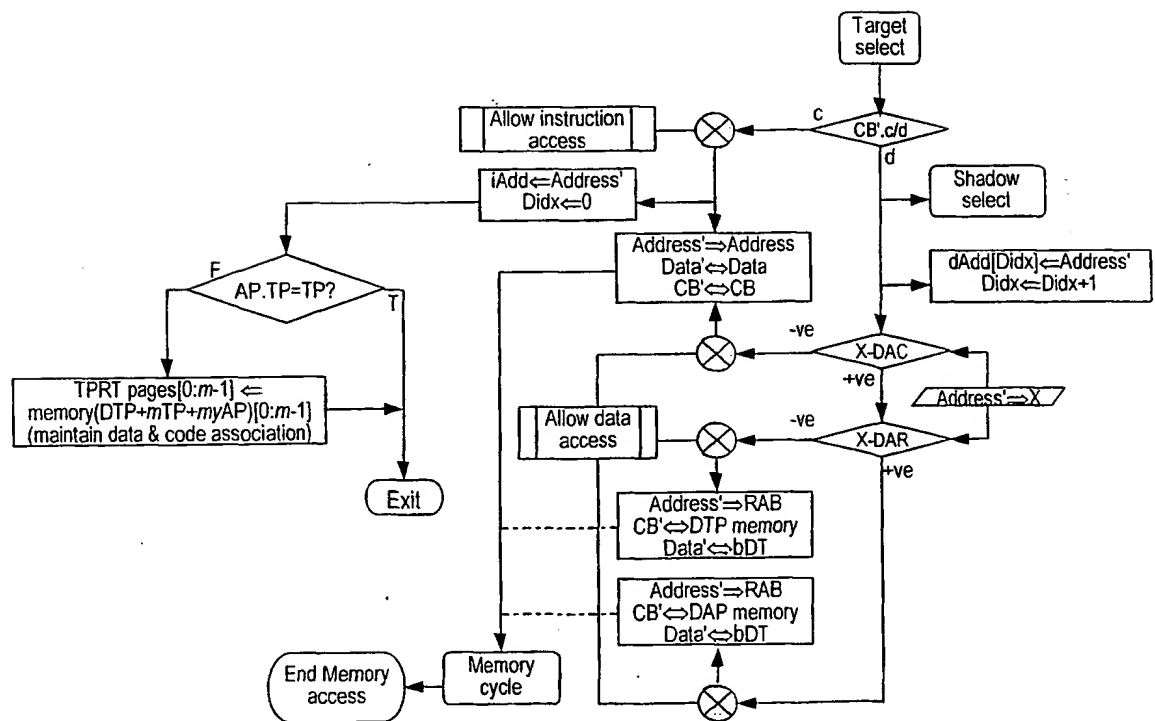 Target
select
c
CB'.c/d
d
Allow instruction
access
Shadow
select
iAdd⇐Address'
Didx⇐0
Address'⇒Address
Data'⇔Data
CB'⇔CB
dAdd[Didx]⇐Address'
Didx⇐Didx+1
F
AP.TP=TP?
T
-ve
X-DAC
+ve
TPRT pages[0:m-1] ⇐
memory(DTP+mTP+myAP)[0:m-1]
(maintain data & code association)
Address'⇒X
Allow data
access
-ve
X-DAR
+ve
Exit
Address'⇒RAB
CB'⇔DTP memory
Data'⇔bDT
Address'⇒RAB
CB'⇔DAP memory
Data'⇔bDT
End Memory
access
Memory
cycle